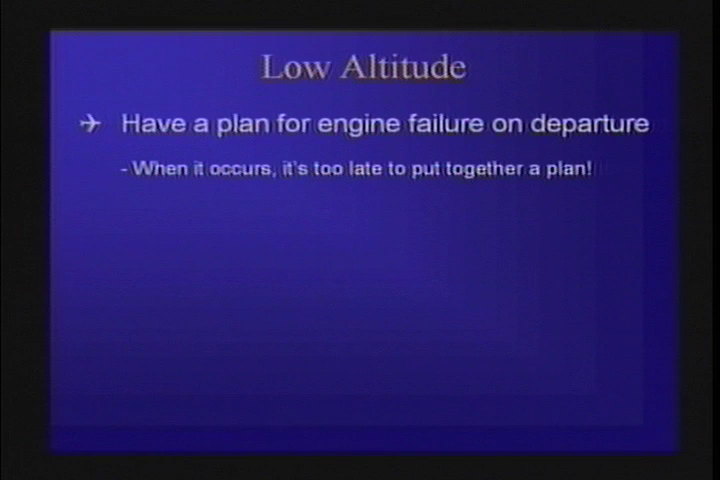 Low Altitude
✈ Have a plan for engine failure on departure
- When it occurs, it's too late to put together a plan!